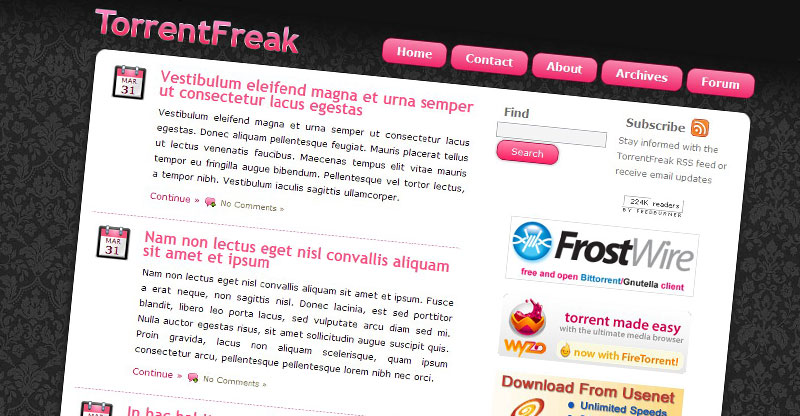 TorrentFreak
Home
Contact
About
Archives
Forum
MAR
31
Vestibulum eleifend magna et urna semper
ut consectetur lacus egestas
Vestibulum eleifend magna et urna semper ut consectetur lacus
egestas. Donec aliquam pellentesque feugiat. Mauris placerat tellus
ut lectus venenatis faucibus. Maecenas tempus elit vitae mauris
tempor eu fringilla augue bibendum. Pellentesque vel tortor lectus,
a tempor nibh. Vestibulum iaculis sagittis ullamcorper.
Continue »
No Comments »
MAR
31
Nam non lectus eget nisl convallis aliquam
sit amet et ipsum
Nam non lectus eget nisl convallis aliquam sit amet et ipsum. Fusce
a erat neque, non sagittis nisl. Donec lacinia, est sed porttitor
blandit, libero leo porta lacus, sed vulputate arcu diam sed mi.
Nulla auctor egestas risus, sit amet sollicitudin augue suscipit quis.
Proin gravida, lacus non aliquam scelerisque, quam ipsum
consectetur arcu, pellentesque pellentesque lorem nibh nec orci.
Continue »
No Comments »
MAR
Find
Search
Subscribe
Stay informed with the
TorrentFreak RSS feed or
receive email updates
224K readers
BY FEEDBURNER
FrostWire
free and open Bittorrent/Gnutella client
wyzo
torrent made easy
with the ultimate media browser
now with FireTorrent!
Download From Usenet
Unlimited Speeds